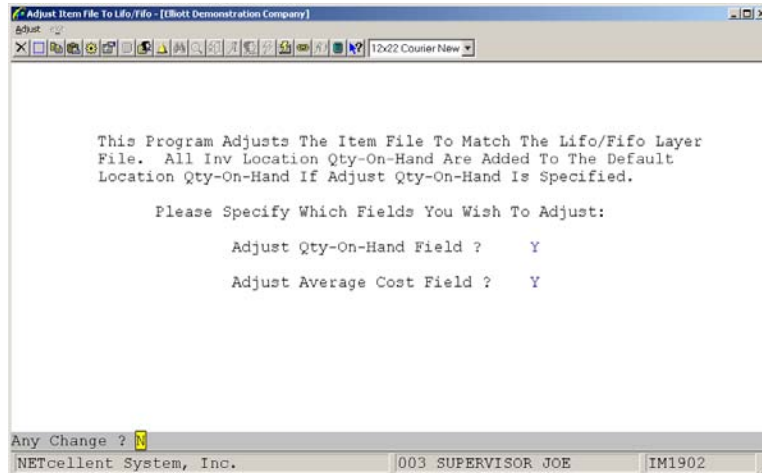 Adjust Item File To Lifo/Fifo - [Elliott Demonstration Company]
Adjust
12x22 Courier New
This Program Adjusts The Item File To Match The Lifo/Fifo Layer
File.  All Inv Location Qty-On-Hand Are Added To The Default
Location Qty-On-Hand If Adjust Qty-On-Hand Is Specified.
Please Specify Which Fields You Wish To Adjust:
Adjust Qty-On-Hand Field ? Y
Adjust Average Cost Field ? Y
Any Change ? N
NETcellent System, Inc. 003 SUPERVISOR JOE IM1902